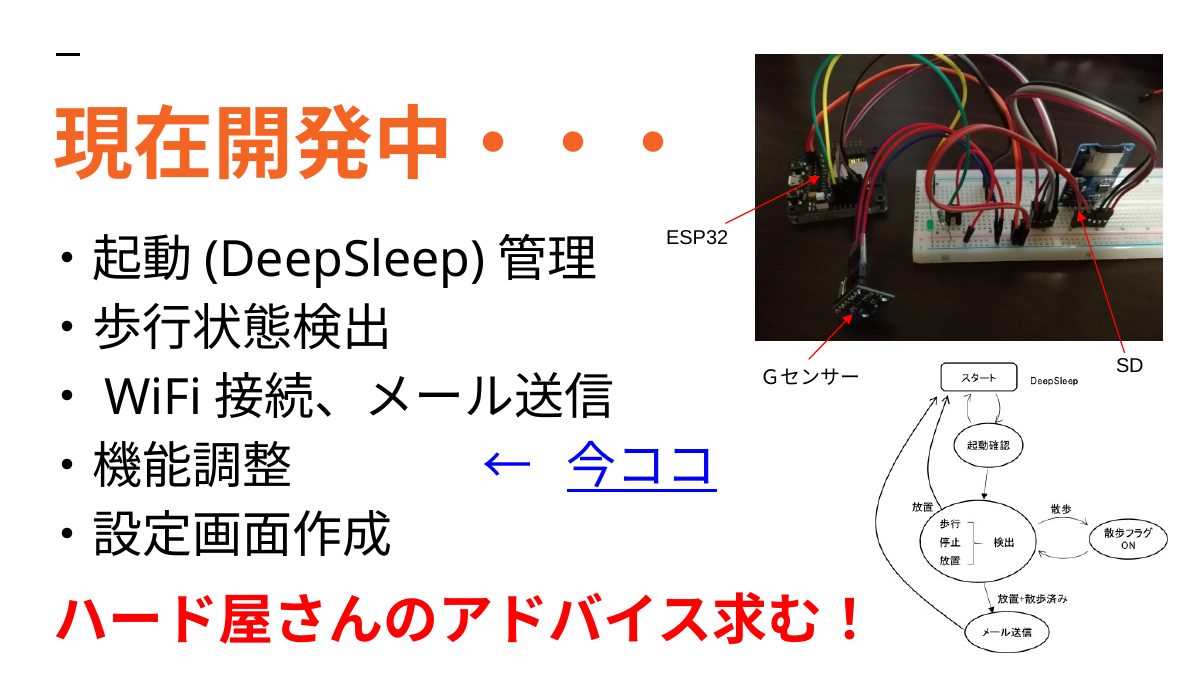 現在開発中・・・
・起動 (DeepSleep) 管理
・歩行状態検出
・ WiFi 接続、メール送信
・機能調整 ← 今ココ
・設定画面作成
ハード屋さんのアドバイス求む！
ESP32
Gセンサー
SD
スタート
DeepSleep
起動確認
放置
歩行
停止
放置
検出
散歩
散歩フラグ
ON
放置+散歩済み
メール送信